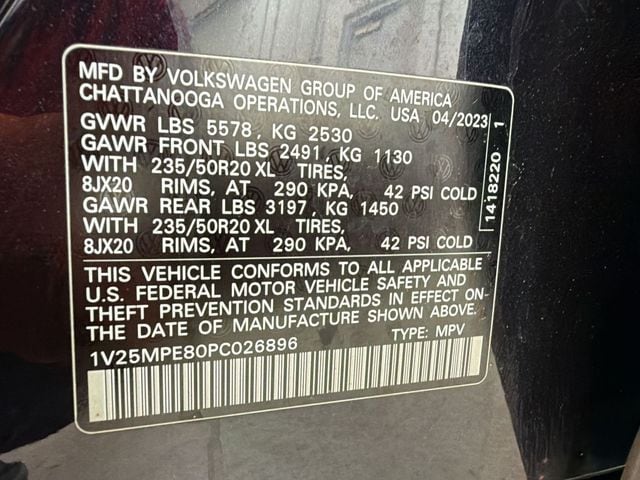 MFD BY VOLKSWAGEN GROUP OF AMERICA
CHATTANOOGA OPERATIONS, LLC. USA 04/2023
GVWR LBS 5578, KG 2530
GAWR FRONT LBS 2491, KG 1130
WITH 235/50R20 XL TIRES,
8JX20 RIMS, AT 290 KPA, 42 PSI COLD
GAWR REAR LBS 3197, KG 1450
WITH 235/50R20 XL TIRES,
8JX20 RIMS, AT 290 KPA, 42 PSI COLD
THIS VEHICLE CONFORMS TO ALL APPLICABLE
U.S. FEDERAL MOTOR VEHICLE SAFETY AND
THEFT PREVENTION STANDARDS IN EFFECT ON
THE DATE OF MANUFACTURE SHOWN ABOVE.
1V25MPE80PC026896 TYPE: MPV
1418220 1